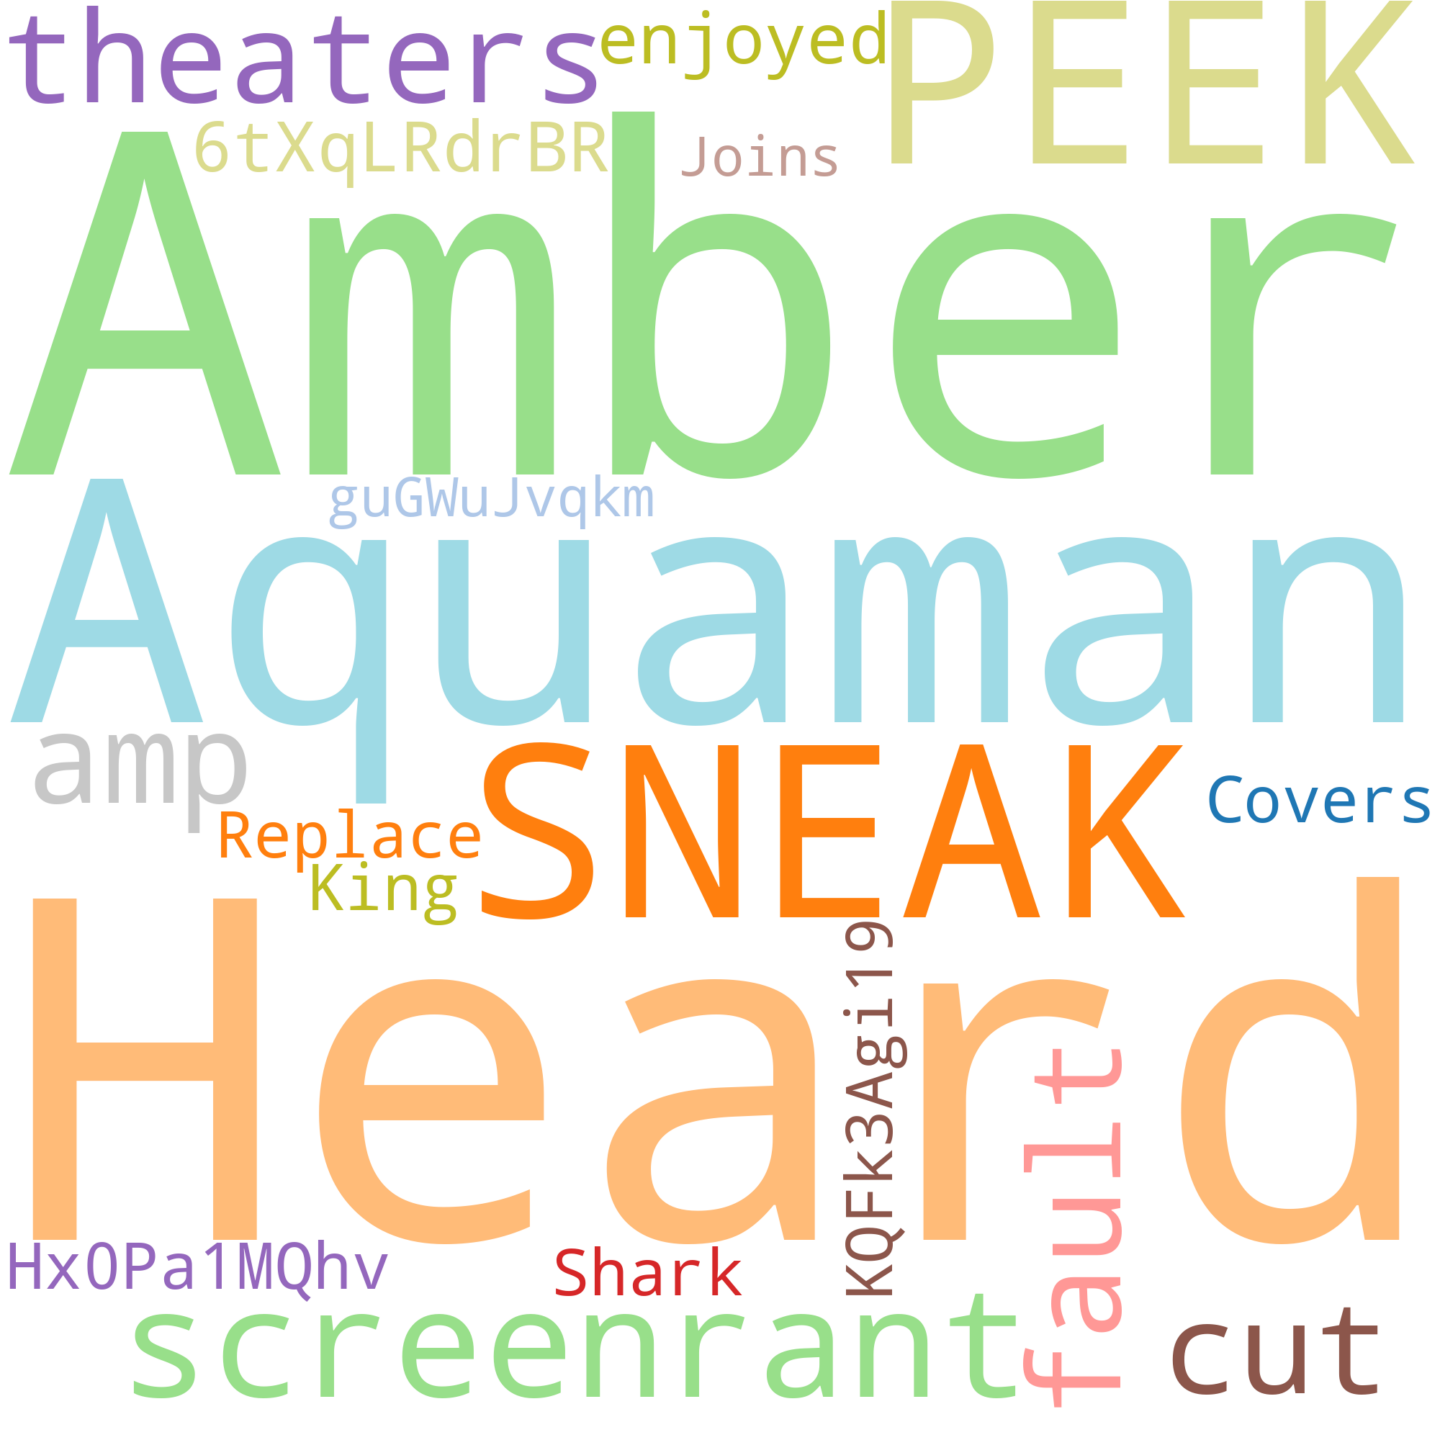 theaters enjoyed PEEK
6tXqLRdrBR Joins
Amber
guGWuJvqkm
Aquaman
amp SNEAK Covers
Replace
King
Heard
KQFk3Agi19
fault
Hx0Pa1MQhv Shark
screenrant cut